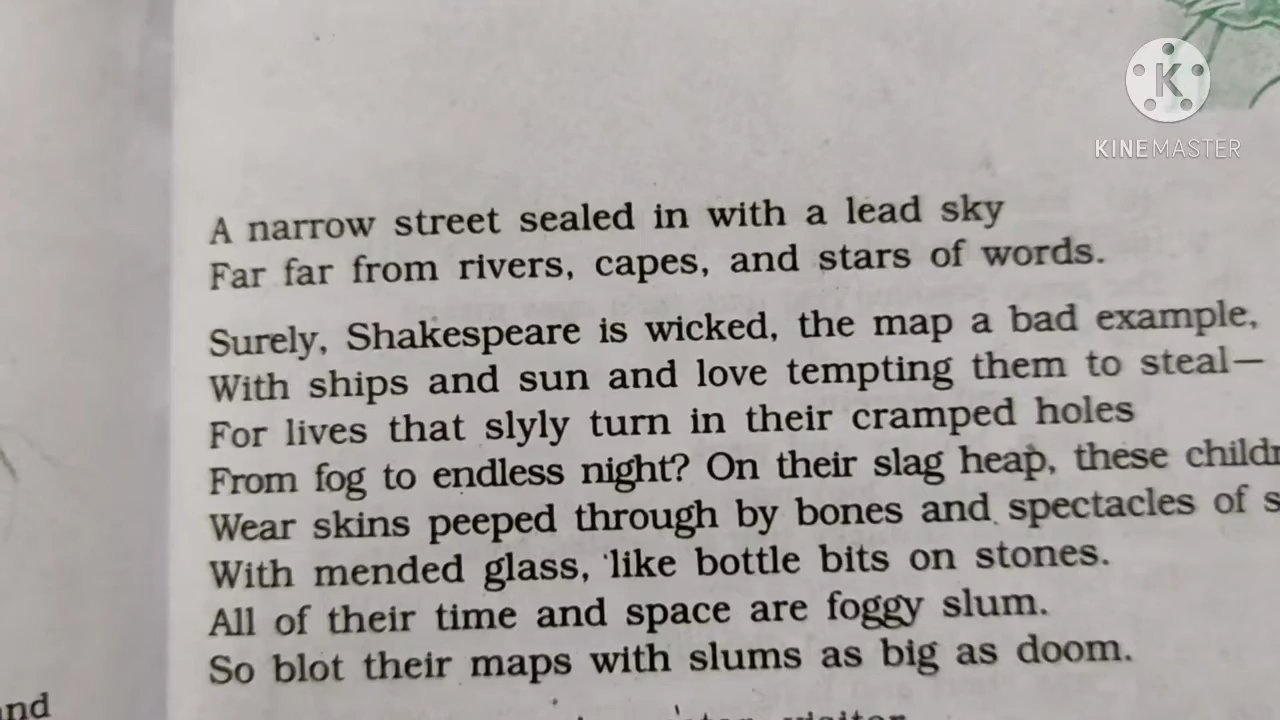 KINEMASTER
A narrow street sealed in with a lead sky
Far far from rivers, capes, and stars of words.
Surely, Shakespeare is wicked, the map a bad example,
With ships and sun and love tempting them to steal—
For lives that slyly turn in their cramped holes
From fog to endless night? On their slag heap, these
Wear skins peeped through by bones and spectacles of
With mended glass, like bottle bits on stones.
All of their time and space are foggy slum.
So blot their maps with slums as big as doom.